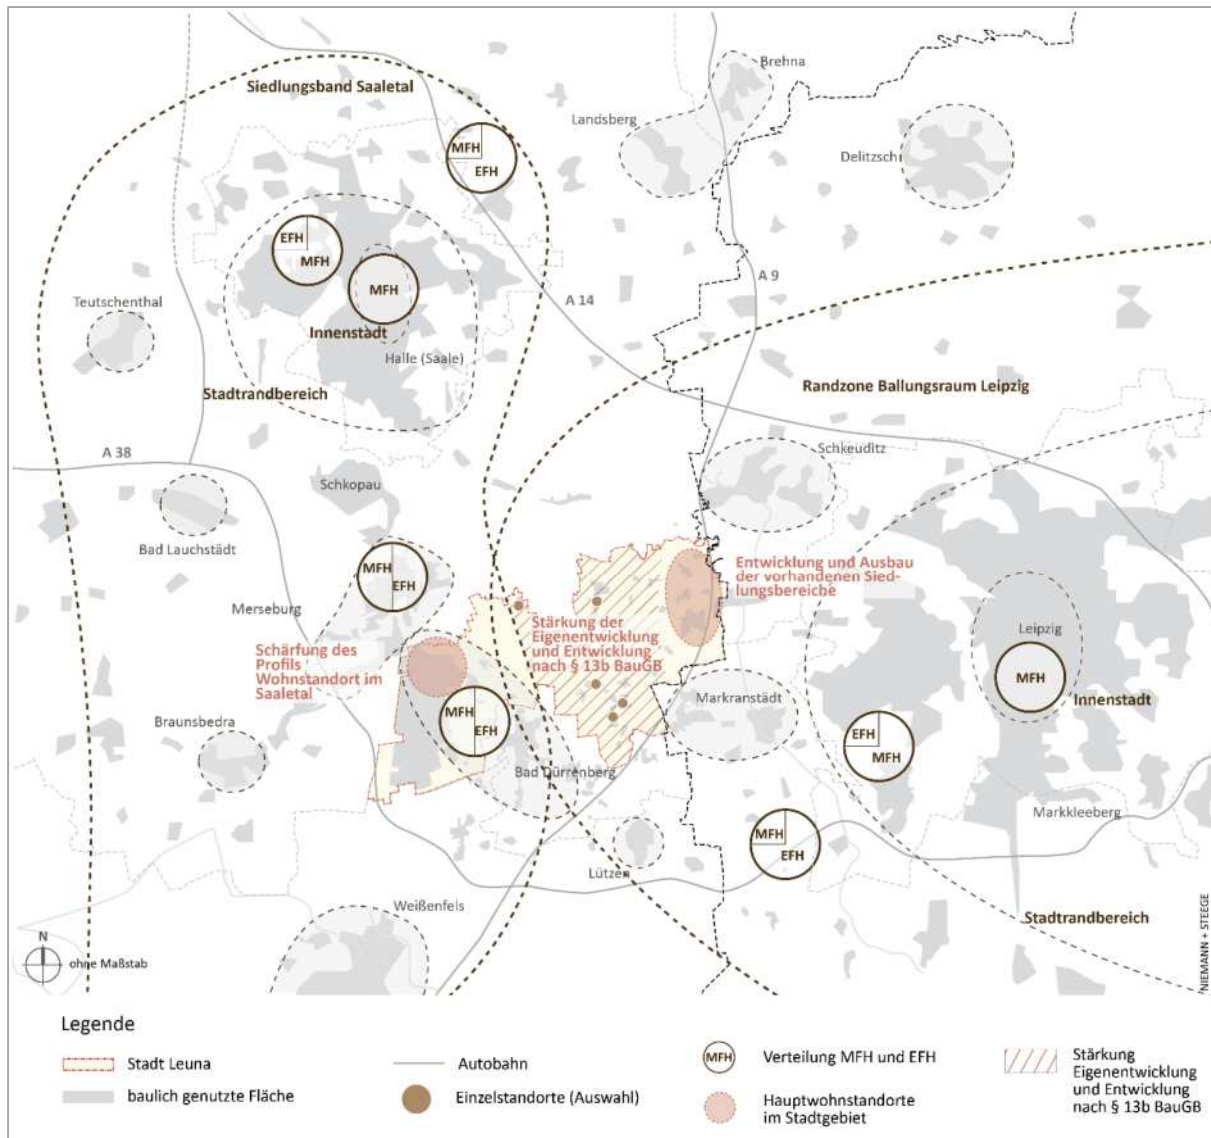 Siedlungsband Saaletal
Brehna
Landsberg
Delitzsch
MFH
EFH
EFH
MFH
MFH
Innenstadt
Halle (Saale)
Stadtrandbereich
Teutschenthal
A 14
A 9
Randzone Ballungsraum Leipzig
A 38
Schkopau
Schkeuditz
Bad Lauchstädt
MFH
EFH
Merseburg
Entwicklung und Ausbau
der vorhandenen Sied-
lungsbereiche
Stärkung der
Eigenentwicklung
und Entwicklung
nach § 13b BauGB
Schärfung des
Profils
Wohnstandort im
Saaletal
Leipzig
MFH
Innenstadt
Markranstädt
Braunsbedra
MFH
EFH
Bad Dürrenberg
EFH
MFH
Markkleeberg
MFH
EFH
Lützen
Weißenfels
Stadtrandbereich
N
ohne Maßstab
NIEMANN + STEEGE
Legende
Stadt Leuna
baulich genutzte Fläche
Autobahn
Einzelstandorte (Auswahl)
MFH
Verteilung MFH und EFH
Hauptwohnstandorte
im Stadtgebiet
Stärkung
Eigenentwicklung
und Entwicklung
nach § 13b BauGB